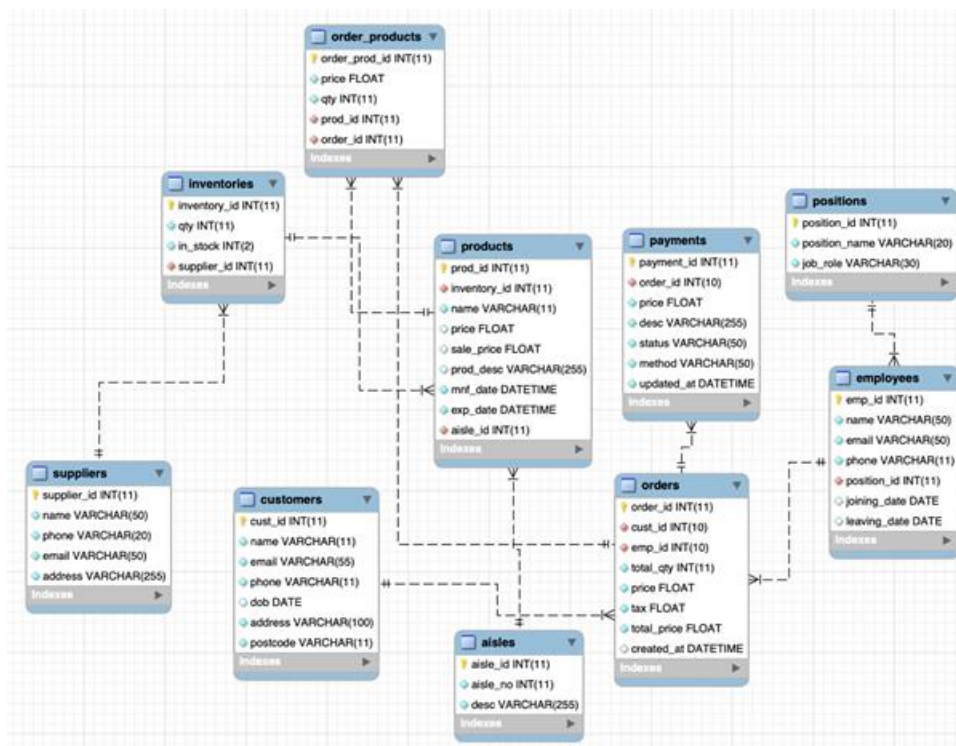 order_products
order_prod_id INT(11)
price FLOAT
qty INT(11)
prod_id INT(11)
order_id INT(11)
Indexes
inventories
inventory_id INT(11)
qty INT(11)
in_stock INT(2)
supplier_id INT(11)
Indexes
products
prod_id INT(11)
inventory_id INT(11)
name VARCHAR(11)
price FLOAT
sale_price FLOAT
prod_desc VARCHAR(255)
mnf_date DATETIME
exp_date DATETIME
aisle_id INT(11)
Indexes
payments
payment_id INT(11)
order_id INT(10)
price FLOAT
desc VARCHAR(255)
status VARCHAR(50)
method VARCHAR(50)
updated_at DATETIME
Indexes
positions
position_id INT(11)
position_name VARCHAR(20)
job_role VARCHAR(30)
Indexes
employees
emp_id INT(11)
name VARCHAR(50)
email VARCHAR(50)
phone VARCHAR(11)
position_id INT(11)
joining_date DATE
leaving_date DATE
Indexes
suppliers
supplier_id INT(11)
name VARCHAR(50)
phone VARCHAR(20)
email VARCHAR(50)
address VARCHAR(255)
Indexes
customers
cust_id INT(11)
name VARCHAR(11)
email VARCHAR(55)
phone VARCHAR(11)
dob DATE
address VARCHAR(100)
postcode VARCHAR(11)
Indexes
orders
order_id INT(11)
cust_id INT(10)
emp_id INT(10)
total_qty INT(11)
price FLOAT
tax FLOAT
total_price FLOAT
created_at DATETIME
Indexes
aisles
aisle_id INT(11)
aisle_no INT(11)
desc VARCHAR(255)
Indexes